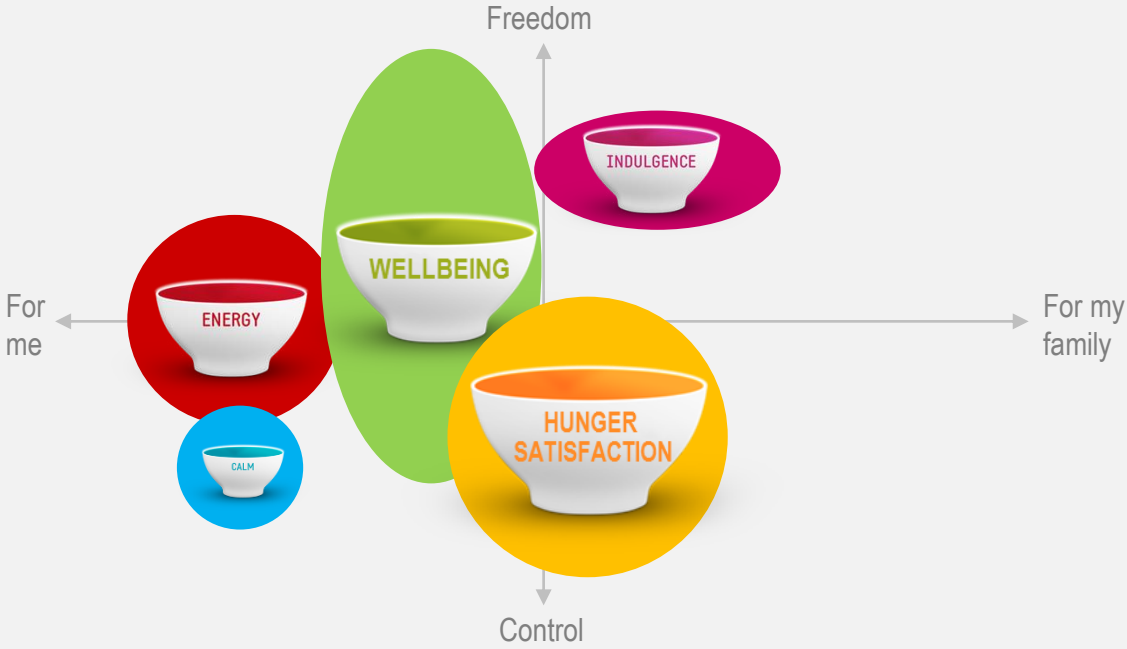 Freedom
INDULGENCE
WELLBEING
For
me
ENERGY
For my
family
HUNGER
SATISFACTION
CALM
Control